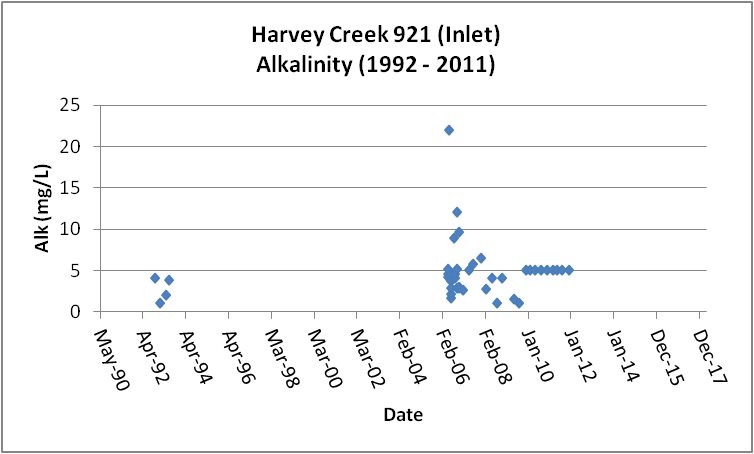 Harvey Creek 921 (Inlet)
Alkalinity (1992 - 2011)
Alk (mg/L)
25
20
15
10
5
0
May-90
Apr-92
Apr-94
Apr-96
Mar-98
Mar-00
Mar-02
Feb-04
Feb-06
Feb-08
Jan-10
Jan-12
Jan-14
Dec-15
Dec-17
Date